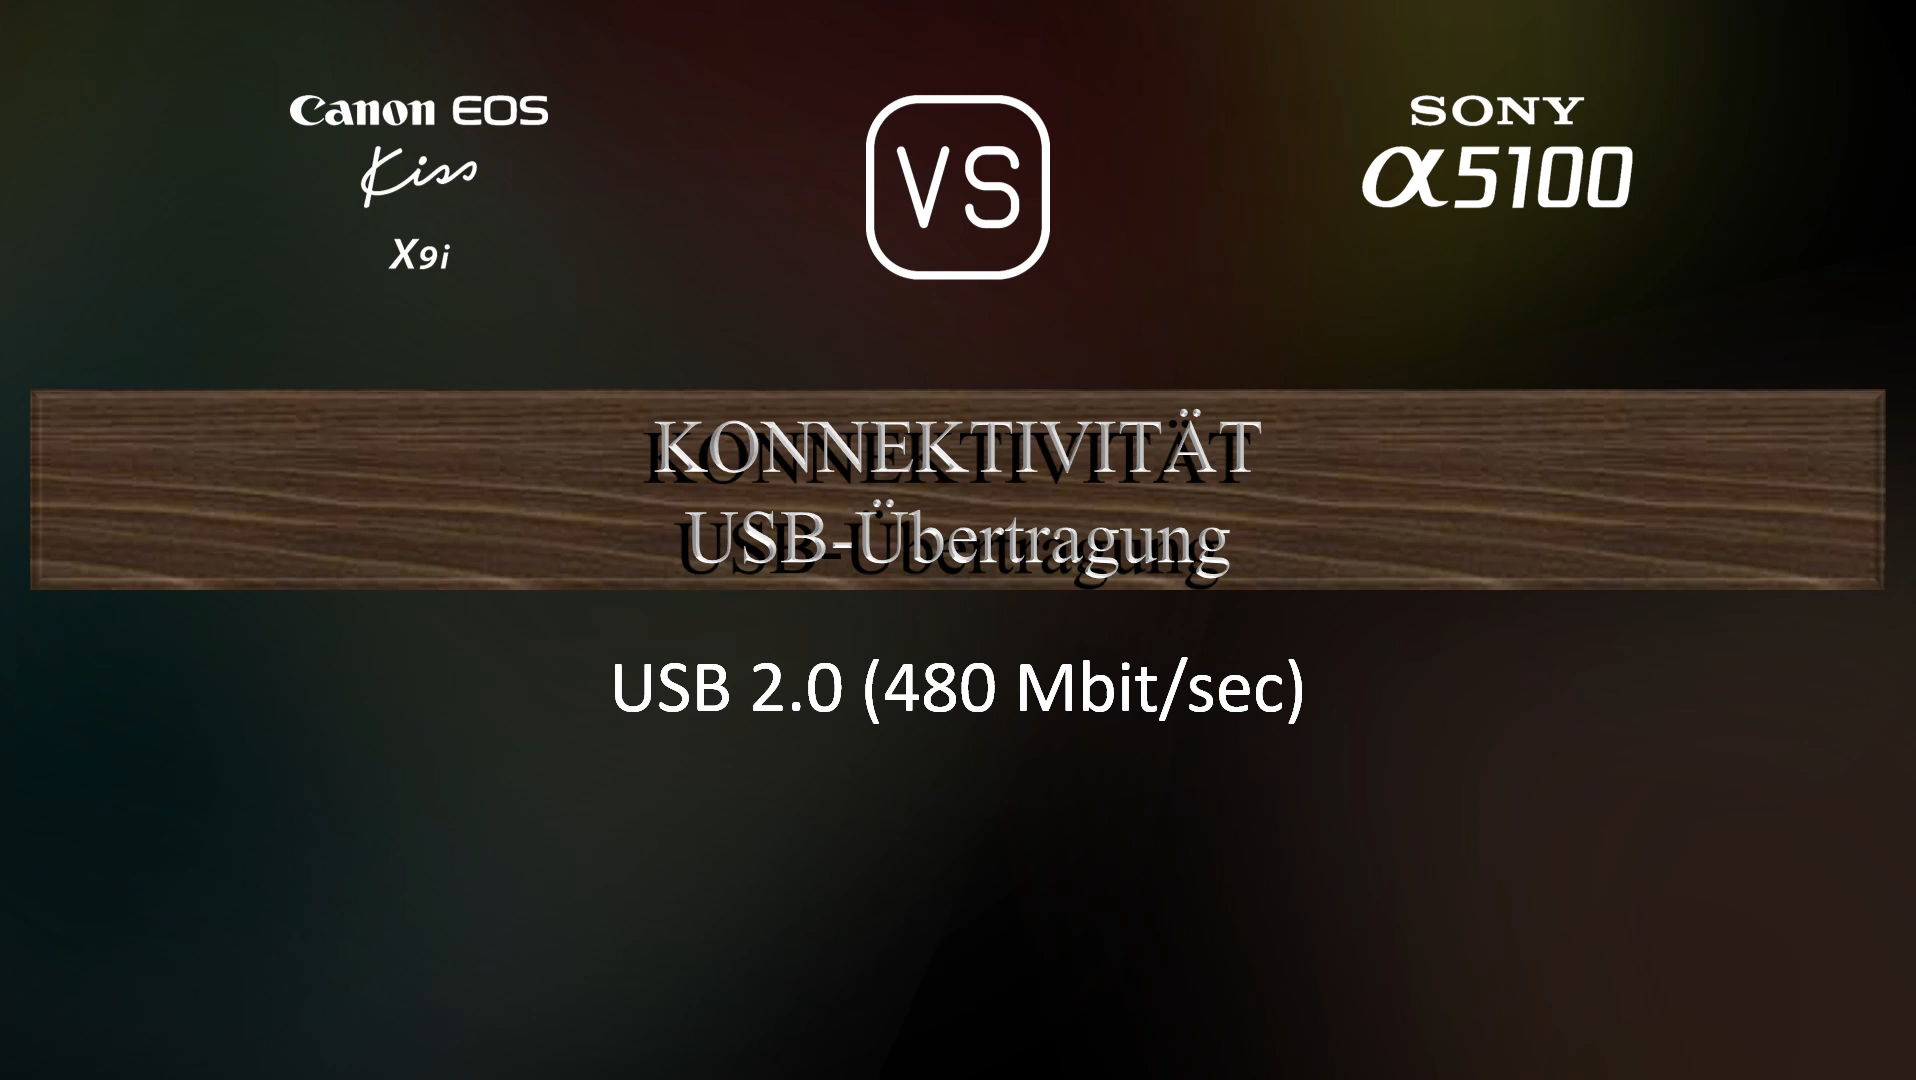 Canon EOS
Kiss
X9i
VS
SONY
α5100
KONNEKTIVITÄT
USB-Übertragung
USB 2.0 (480 Mbit/sec)